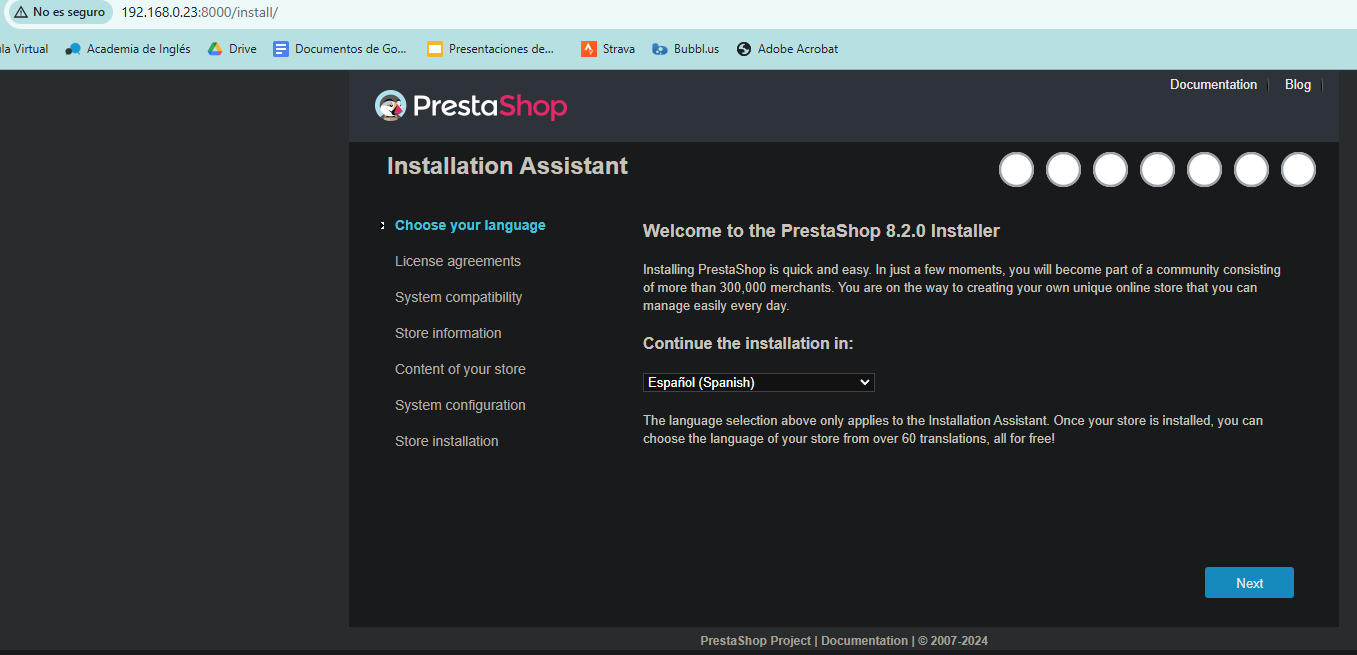 No es seguro 192.168.0.23:8000/install/
la Virtual Academia de Inglés Drive Documentos de Go... Presentaciones de... Strava Bubbl.us Adobe Acrobat
Documentation Blog
PrestaShop
Installation Assistant
Choose your language
License agreements
System compatibility
Store information
Content of your store
System configuration
Store installation
Welcome to the PrestaShop 8.2.0 Installer
Installing PrestaShop is quick and easy. In just a few moments, you will become part of a community consisting
of more than 300,000 merchants. You are on the way to creating your own unique online store that you can
manage easily every day.
Continue the installation in:
Español (Spanish)
The language selection above only applies to the Installation Assistant. Once your store is installed, you can
choose the language of your store from over 60 translations, all for free!
Next
PrestaShop Project | Documentation | © 2007-2024